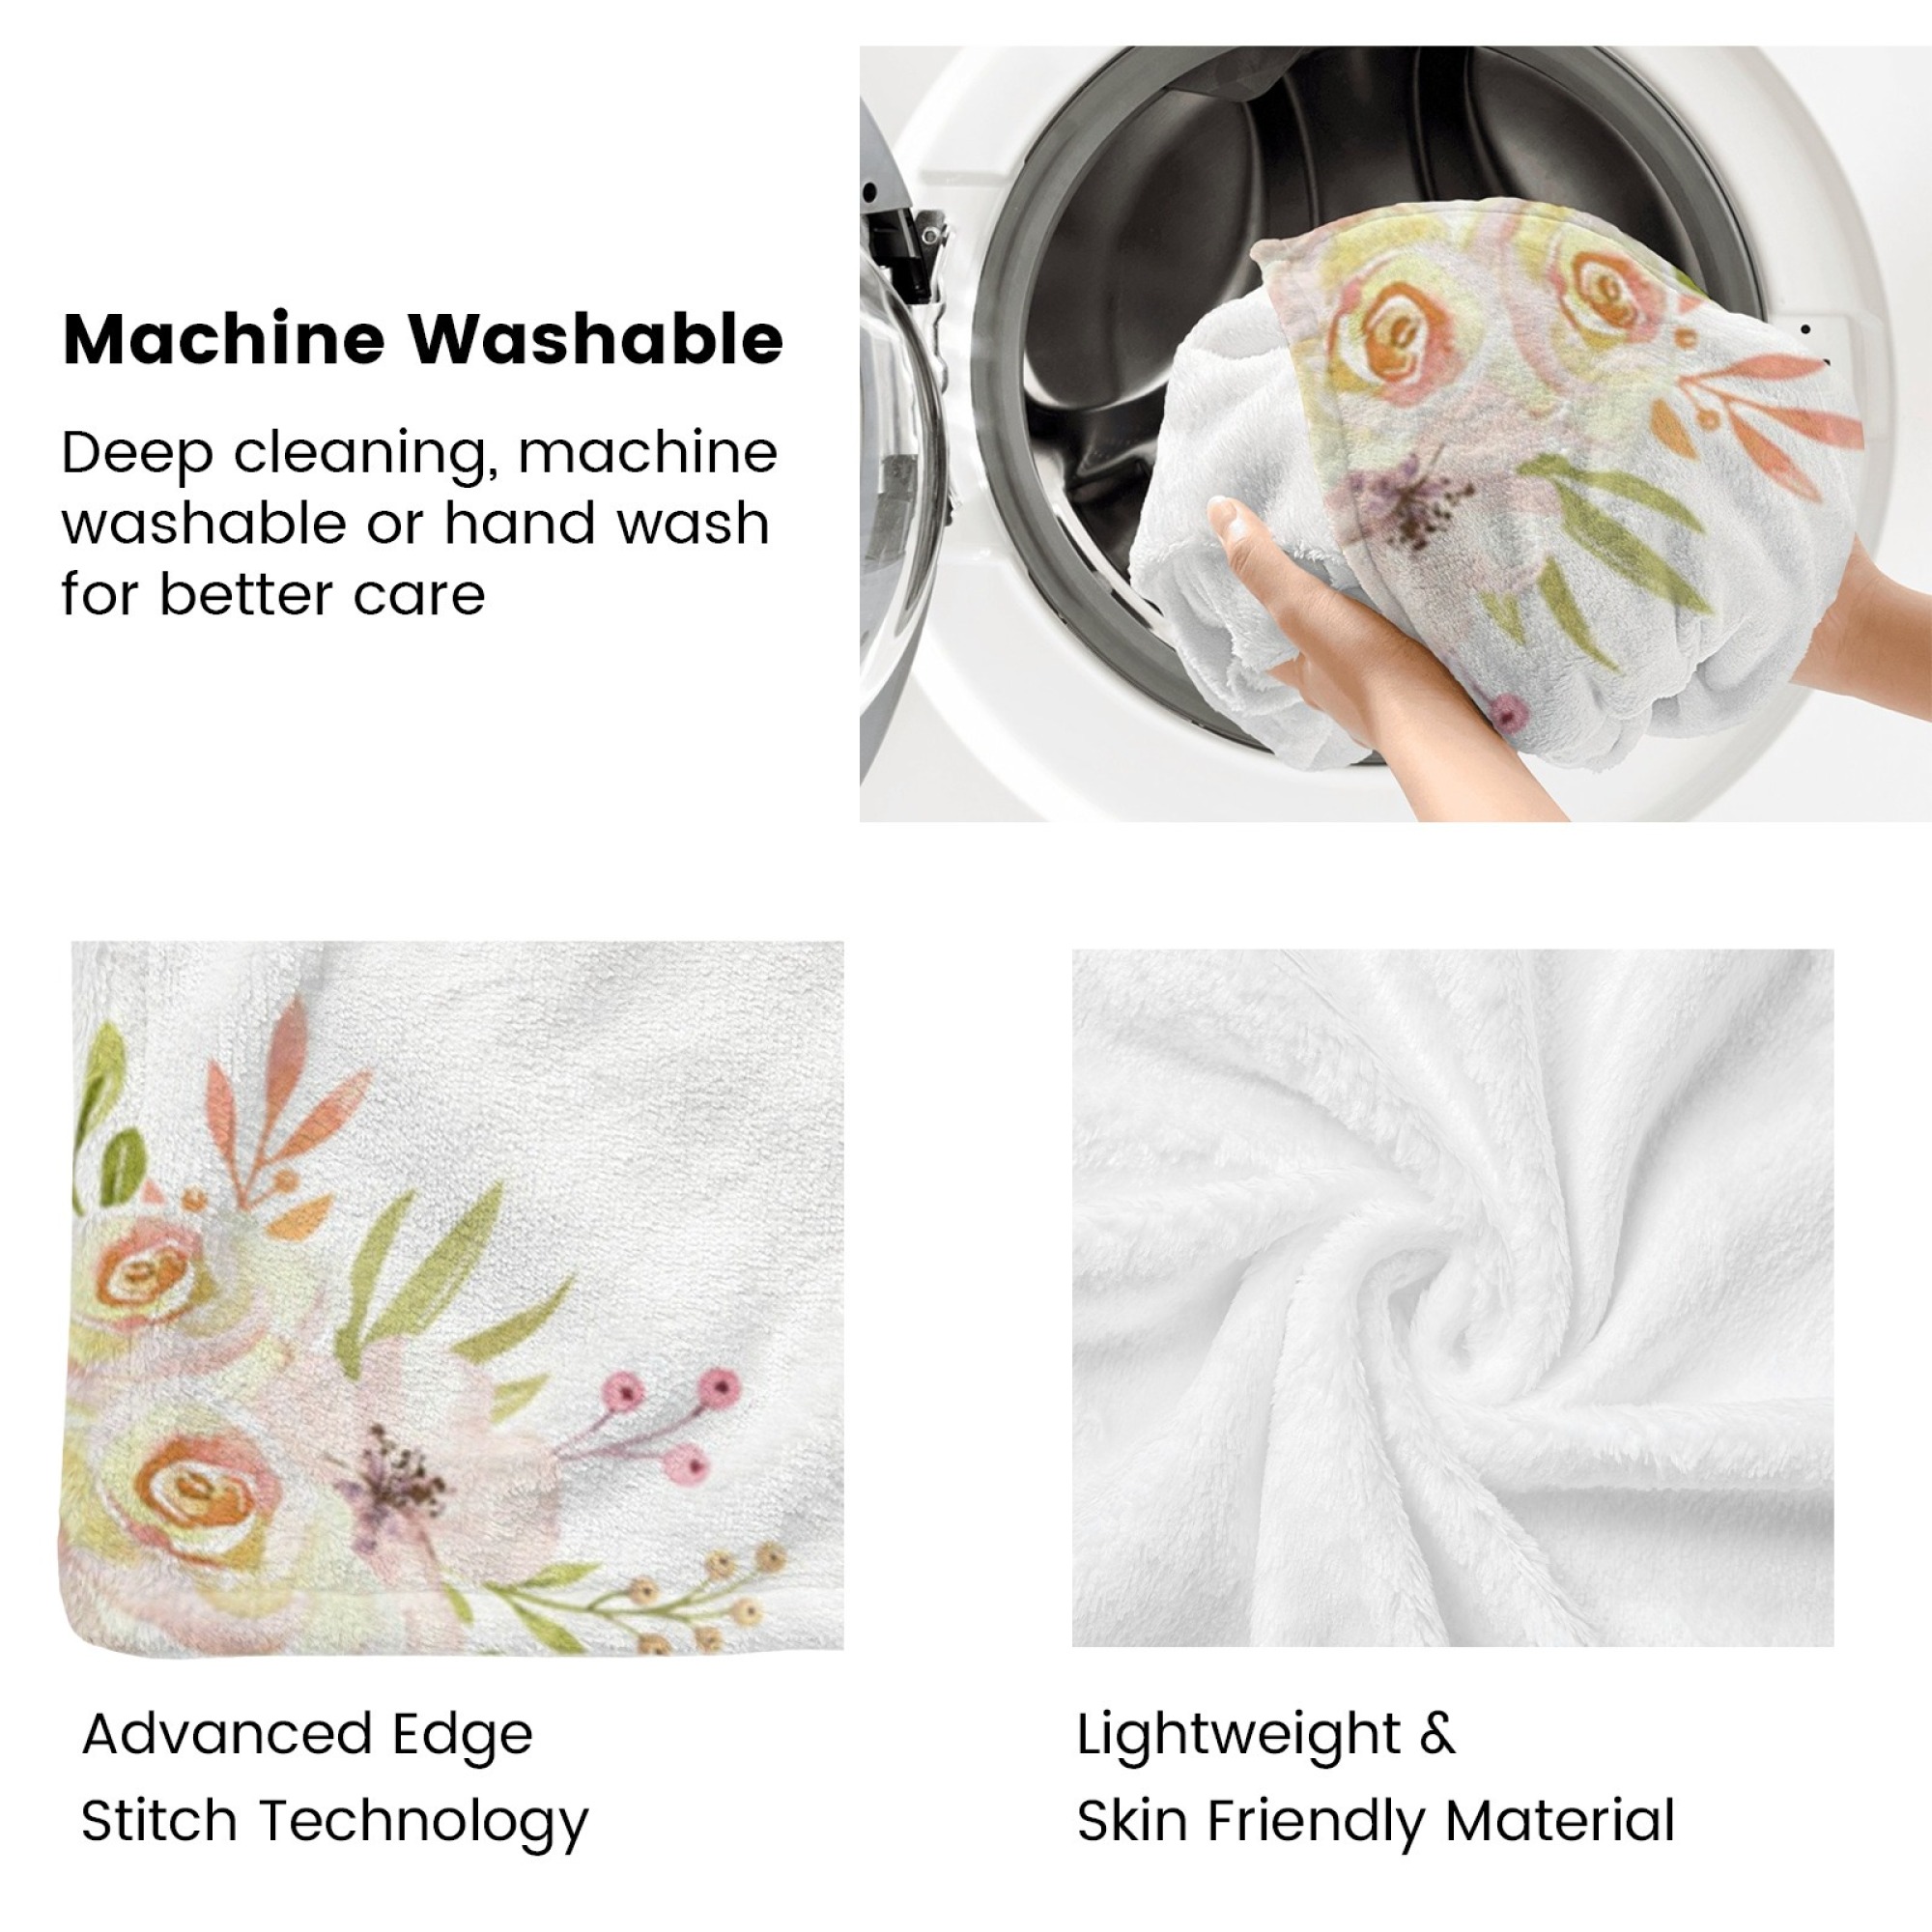 Machine Washable
Deep cleaning, machine
washable or hand wash
for better care
Advanced Edge
Stitch Technology
Lightweight &
Skin Friendly Material